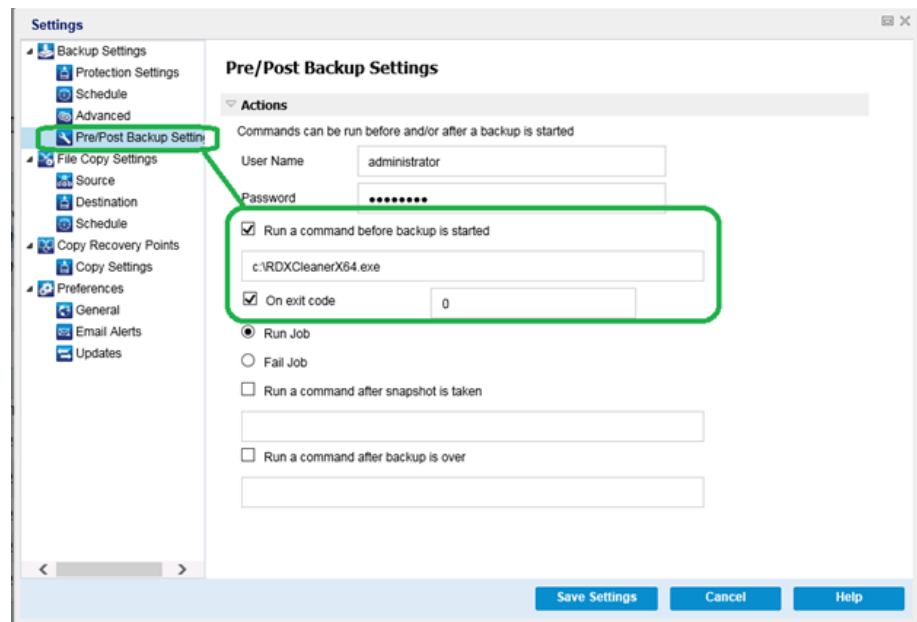 Settings
Backup Settings
Protection Settings
Schedule
Advanced
Pre/Post Backup Settin
File Copy Settings
Source
Destination
Schedule
Copy Recovery Points
Copy Settings
Preferences
General
Email Alerts
Updates
Pre/Post Backup Settings
Actions
Commands can be run before and/or after a backup is started
User Name administrator
Password ••••••••
Run a command before backup is started
c:\RDXCleanerX64.exe
On exit code 0
Run Job
Fail Job
Run a command after snapshot is taken
Run a command after backup is over
Save Settings Cancel Help